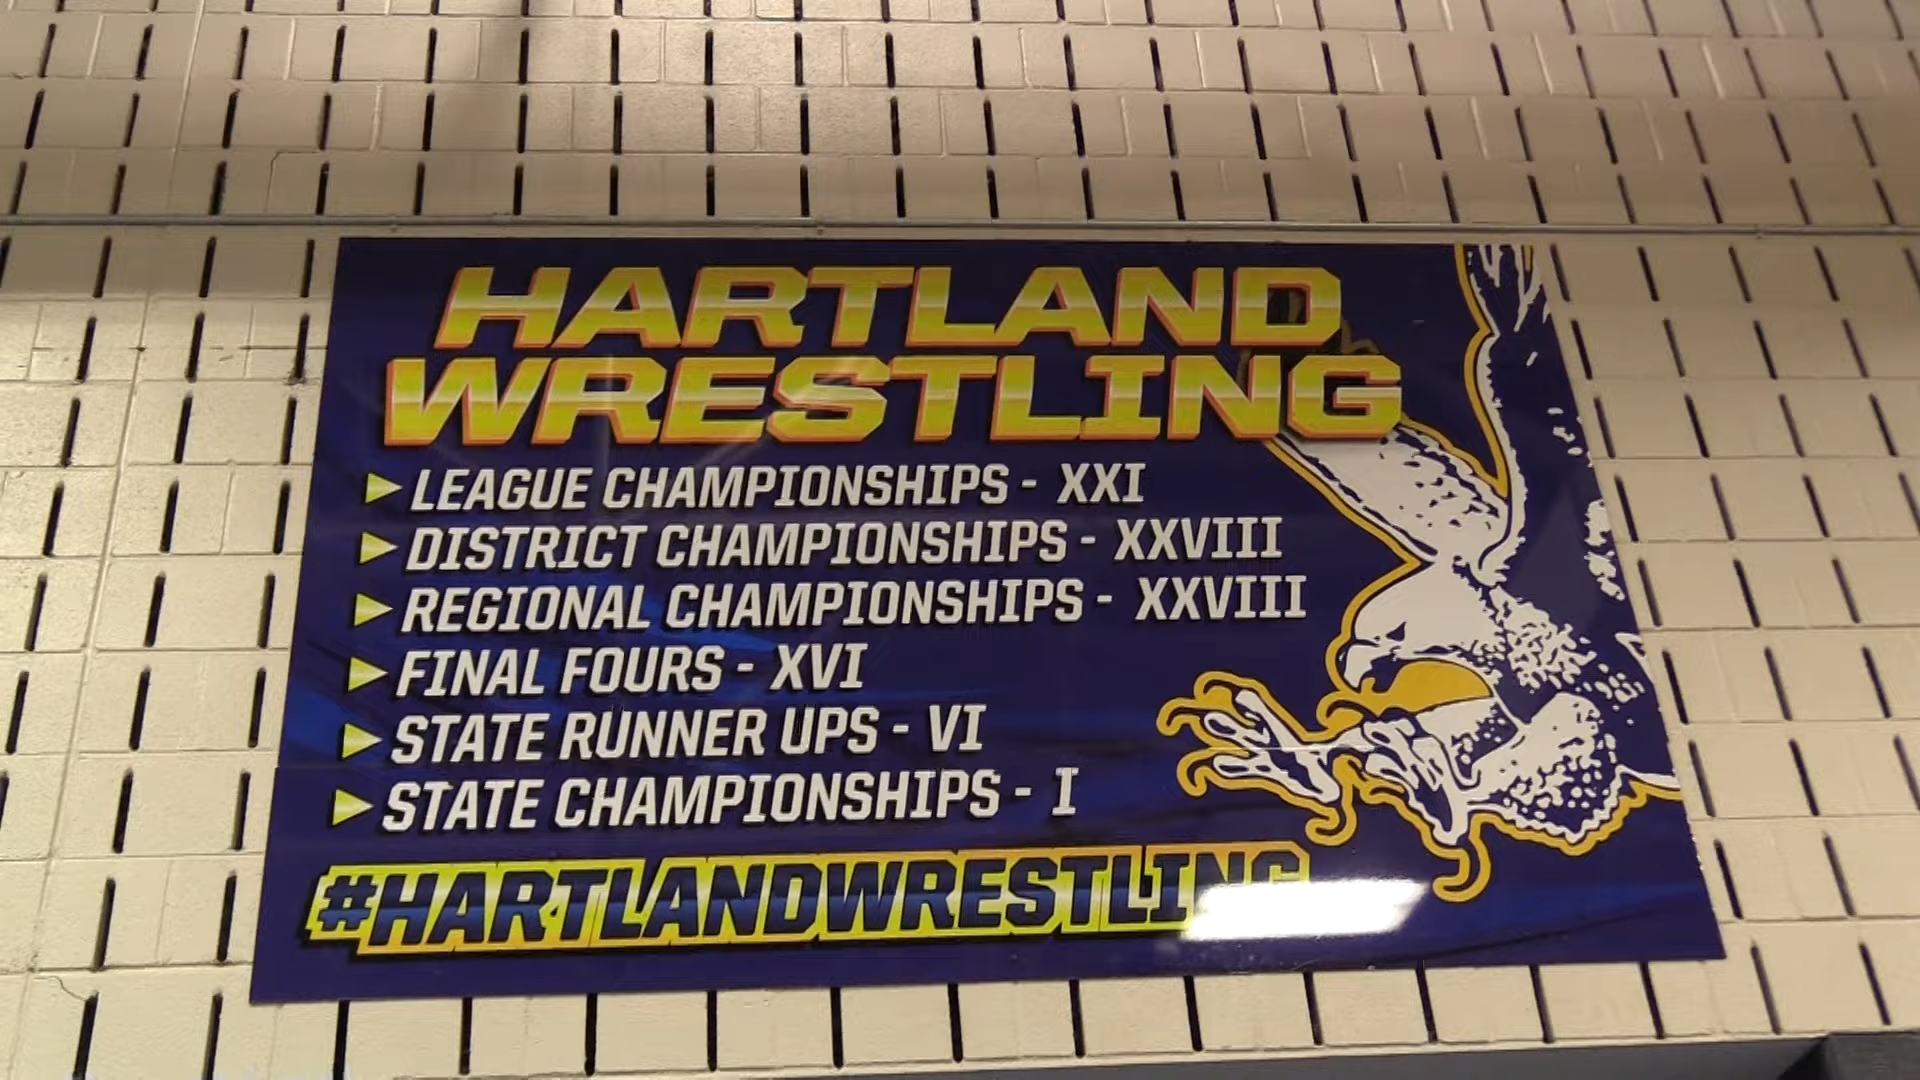 HARTLAND
WRESTLING
LEAGUE CHAMPIONSHIPS - XXI
DISTRICT CHAMPIONSHIPS - XXVIII
REGIONAL CHAMPIONSHIPS - XXVIII
FINAL FOURS - XVI
STATE RUNNER UPS - VI
STATE CHAMPIONSHIPS - I
#HARTLANDWRESTLING